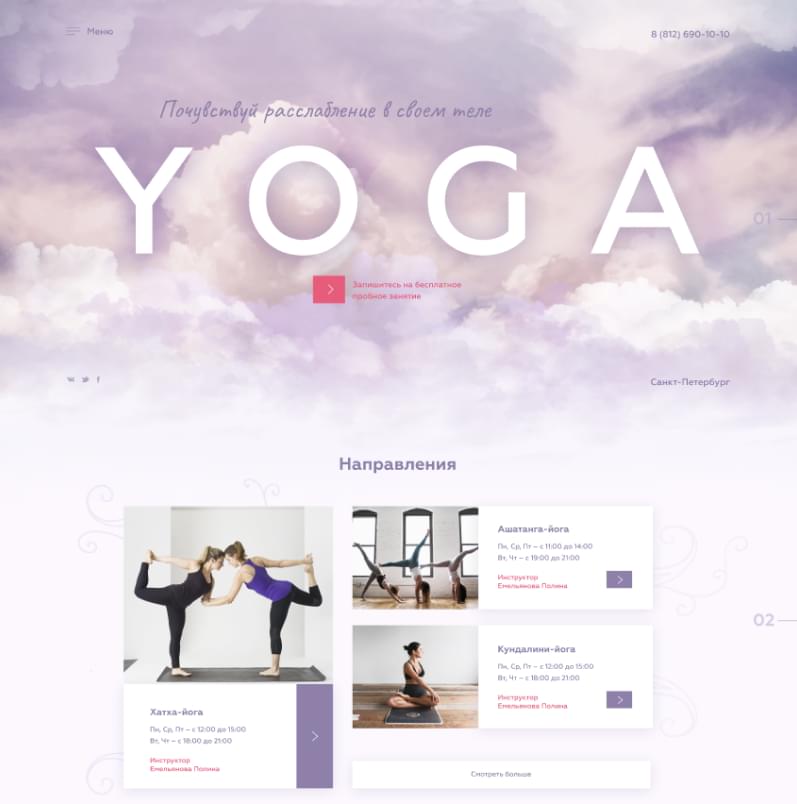 Меню
8 (812) 690-10-10
Почувствуй расслабление в своем теле
YOGA
01
Запишитесь на бесплатное
пробное занятие
Санкт-Петербург
Направления
Хатха-йога
Пн, Ср, Пт – с 12:00 до 15:00
Вт, Чт – с 18:00 до 21:00
Инструктор
Емельянова Полина
Ашатанга-йога
Пн, Ср, Пт – с 11:00 до 14:00
Вт, Чт – с 19:00 до 21:00
Инструктор
Емельянова Полина
02
Кундалини-йога
Пн, Ср, Пт – с 12:00 до 15:00
Вт, Чт – с 18:00 до 21:00
Инструктор
Емельянова Полина
Смотреть больше